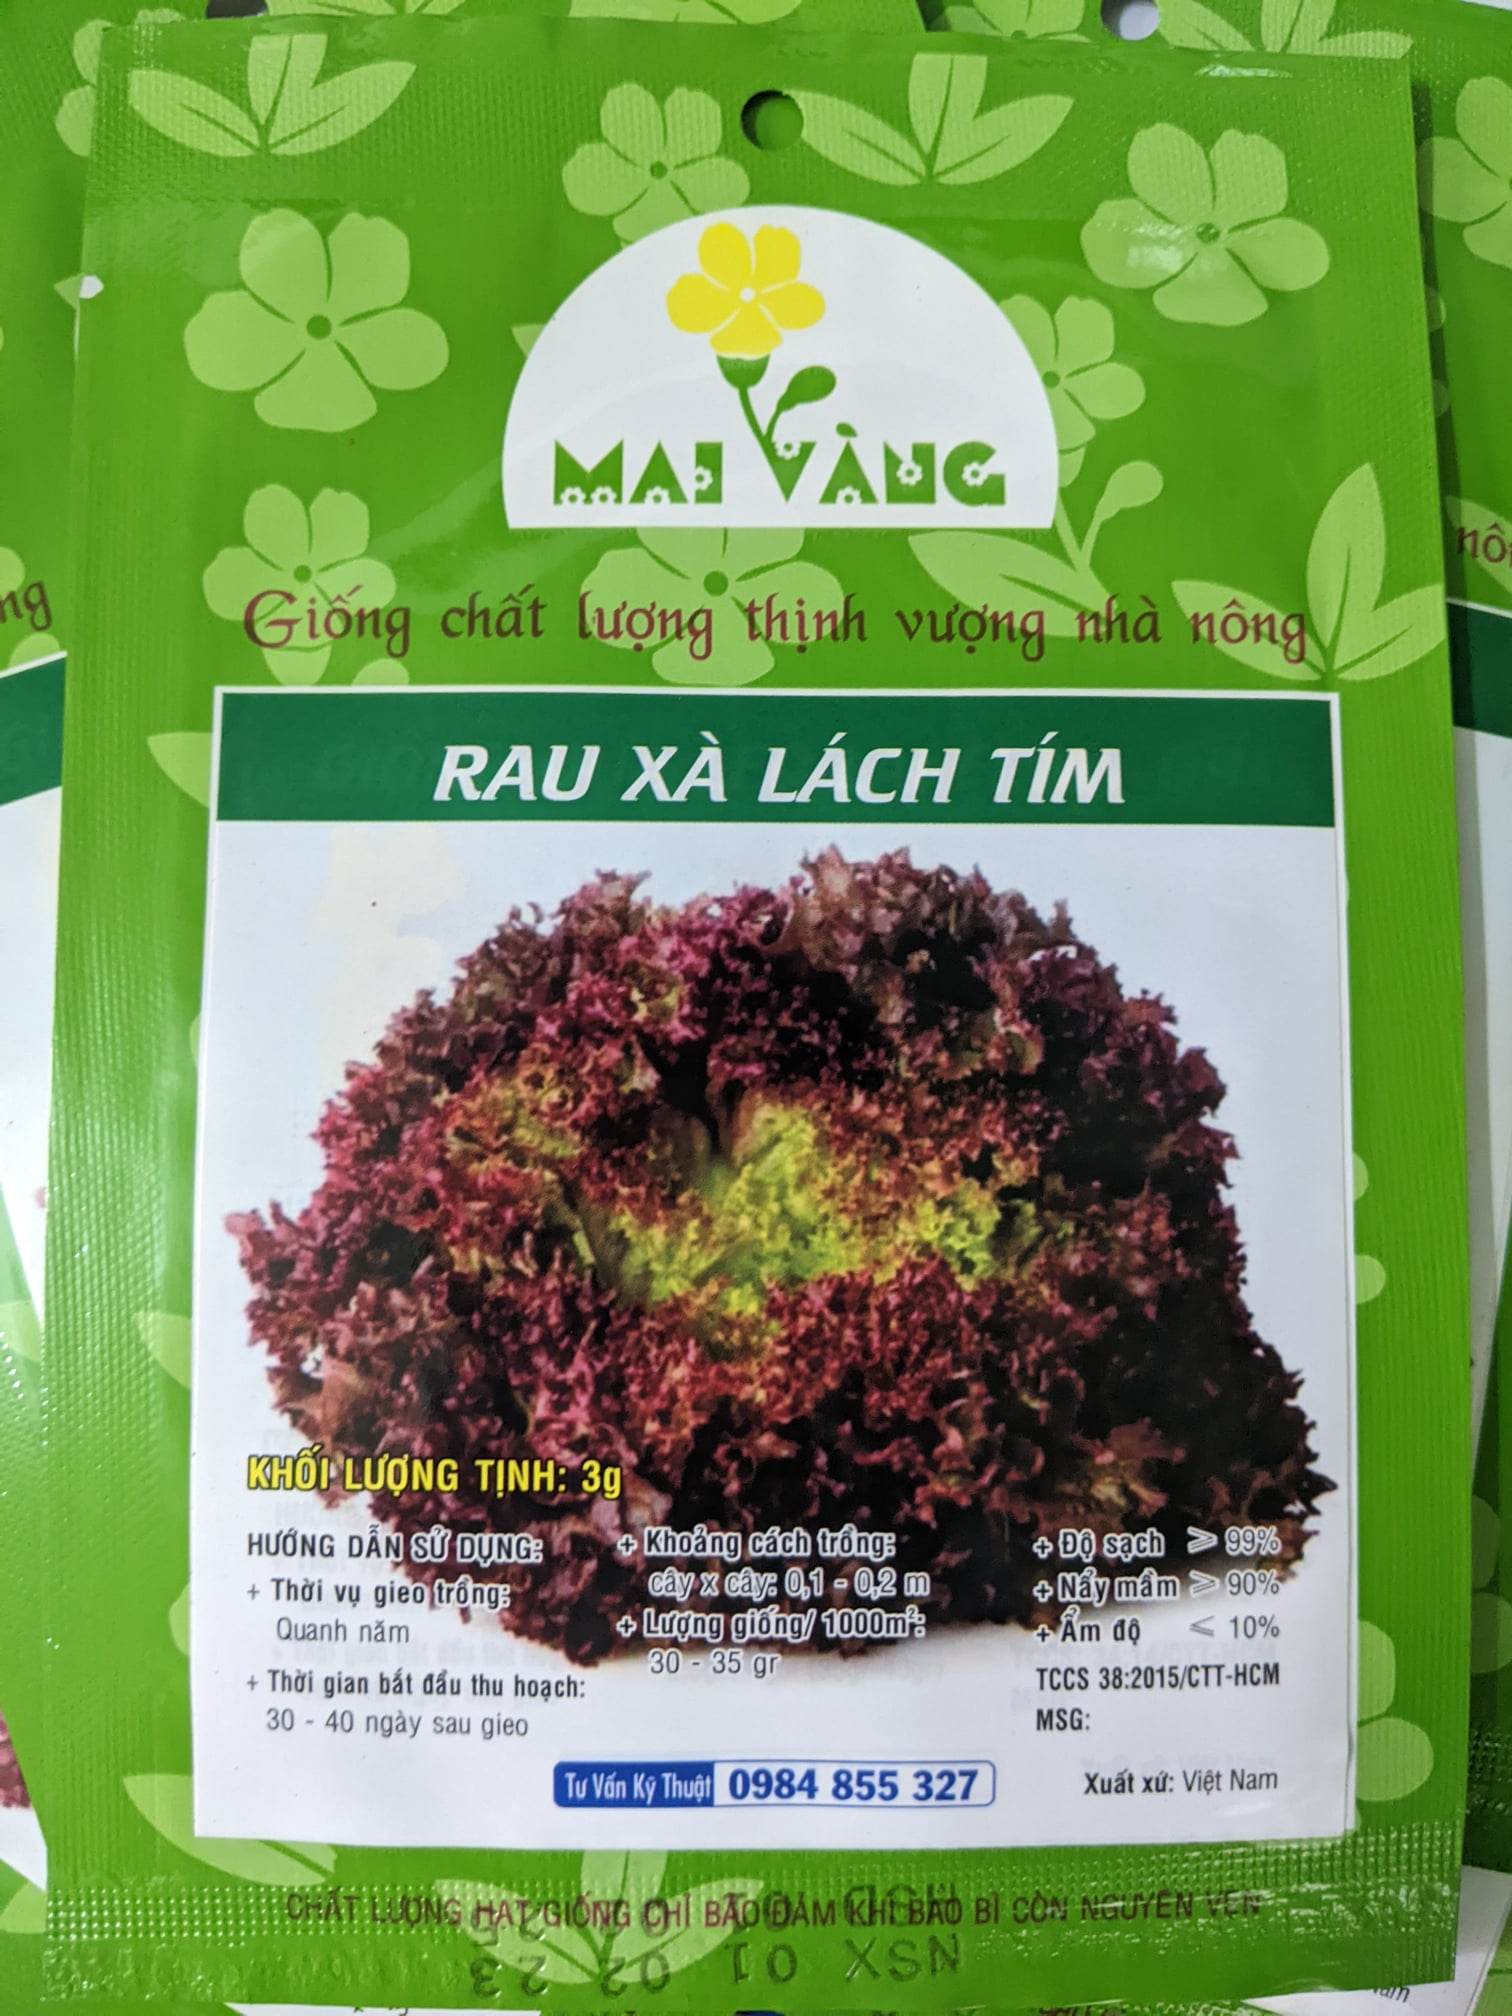 MAI VÀNG
Giống chất lượng thịnh vượng nhà nông
RAU XÀ LÁCH TÍM
KHỐI LƯỢNG TỊNH: 3g
HƯỚNG DẪN SỬ DỤNG:
+ Thời vụ gieo trồng:
Quanh năm
+ Thời gian bắt đầu thu hoạch:
30 - 40 ngày sau gieo
+ Khoảng cách trồng:
cây x cây: 0,1 - 0,2 m
+ Lượng giống/ 1000m²:
30 - 35 gr
+ Độ sạch ⩾ 99%
+ Nẩy mầm ⩾ 90%
+ Ẩm độ ⩽ 10%
TCCS 38:2015/CTT-HCM
MSG:
Tư Vấn Kỹ Thuật 0984 855 327
Xuất xứ: Việt Nam
CHẤT LƯỢNG HẠT GIỐNG CHỈ BẢO ĐẢM KHI BAO BÌ CÒN NGUYÊN VẸN
NSX 01 02 23